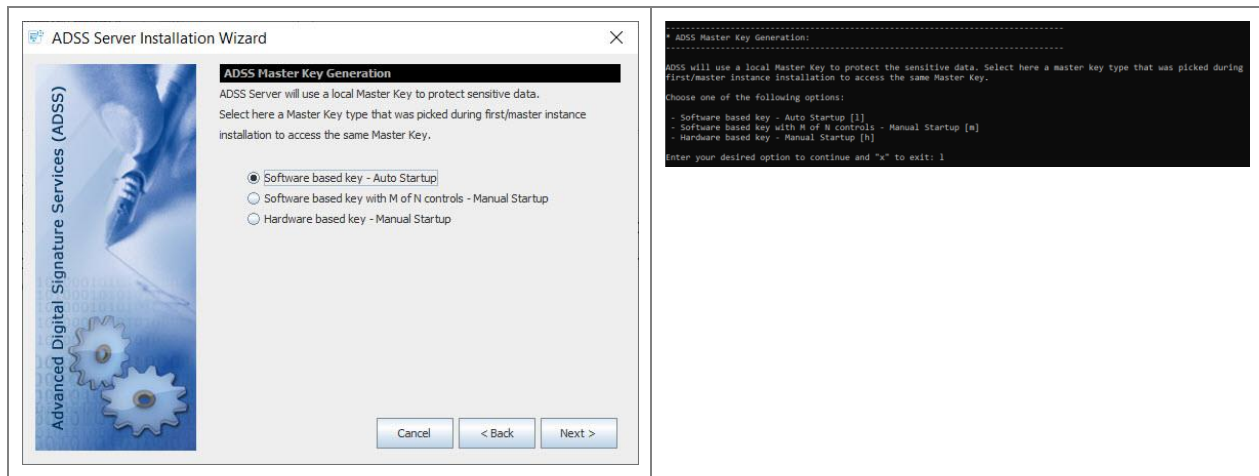 ADSS Server Installation Wizard
Advanced Digital Signature Services (ADSS)
ADSS Master Key Generation
ADSS Server will use a local Master Key to protect sensitive data.
Select here a Master Key type that was picked during first/master instance
installation to access the same Master Key.
Software based key - Auto Startup
Software based key with M of N controls - Manual Startup
Hardware based key - Manual Startup
Cancel
< Back
Next >
* ADSS Master Key Generation:
ADSS will use a local Master Key to protect the sensitive data. Select here a master key type that was picked during
first/master instance installation to access the same Master Key.
Choose one of the following options:
- Software based key - Auto Startup [l]
- Software based key with M of N controls - Manual Startup [m]
- Hardware based key - Manual Startup [h]
Enter your desired option to continue and "x" to exit: l